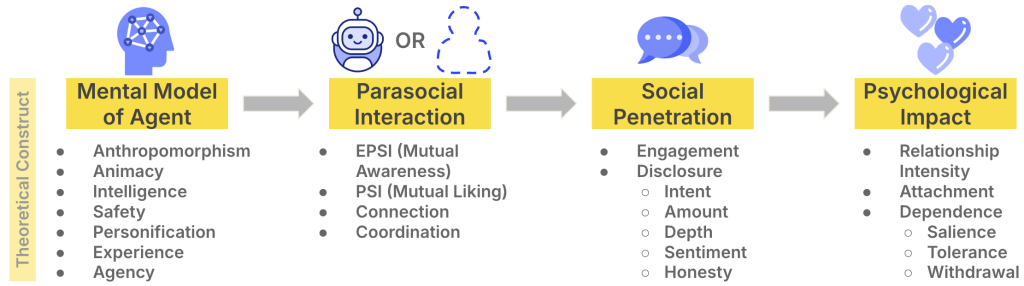 OR
Theoretical Construct
Mental Model
of Agent
● Anthropomorphism
● Animacy
● Intelligence
● Safety
● Personification
● Experience
● Agency
Parasocial
Interaction
● EPSI (Mutual
Awareness)
● PSI (Mutual Liking)
● Connection
● Coordination
Social
Penetration
● Engagement
● Disclosure
○ Intent
○ Amount
○ Depth
○ Sentiment
○ Honesty
Psychological
Impact
● Relationship
Intensity
● Attachment
● Dependence
○ Salience
○ Tolerance
○ Withdrawal